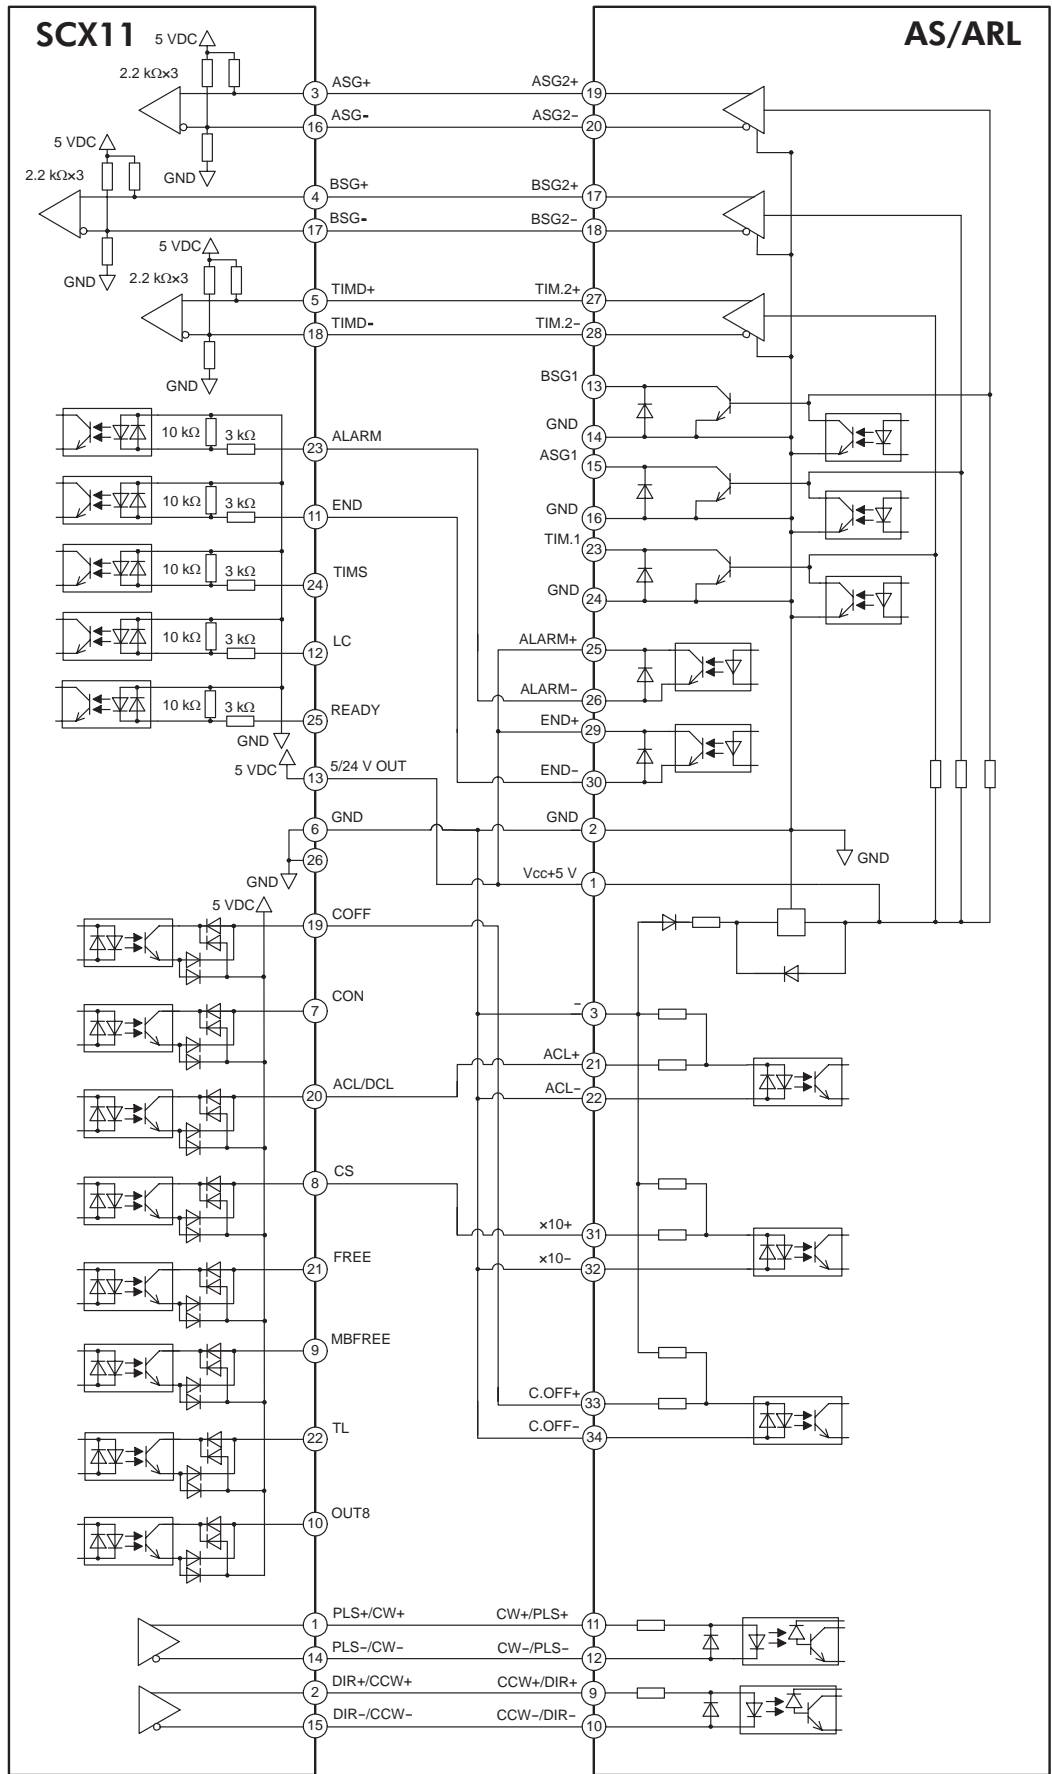 SCX11
AS/ARL
5 VDC
2.2 kΩ×3
3 ASG+ ASG2+ 19
16 ASG- ASG2− 20
GND
5 VDC
2.2 kΩ×3
4 BSG+ BSG2+ 17
17 BSG- BSG2− 18
GND
5 VDC
2.2 kΩ×3
5 TIMD+ TIM.2+ 27
18 TIMD- TIM.2− 28
GND
BSG1 13
GND 14
10 kΩ 3 kΩ 23 ALARM
ASG1 15
10 kΩ 3 kΩ 11 END
GND 16
TIM.1 23
10 kΩ 3 kΩ 24 TIMS
GND 24
10 kΩ 3 kΩ 12 LC
ALARM+ 25
ALARM− 26
10 kΩ 3 kΩ 25 READY
END+ 29
GND
5 VDC 13 5/24 V OUT
END− 30
6 GND GND 2
26
GND
GND
Vcc+5 V 1
5 VDC
19 COFF
7 CON
− 3
ACL+ 21
20 ACL/DCL
ACL− 22
8 CS
×10+ 31
21 FREE
×10− 32
9 MBFREE
C.OFF+ 33
22 TL
C.OFF− 34
10 OUT8
1 PLS+/CW+ CW+/PLS+ 11
14 PLS−/CW− CW−/PLS− 12
2 DIR+/CCW+ CCW+/DIR+ 9
15 DIR−/CCW− CCW−/DIR− 10